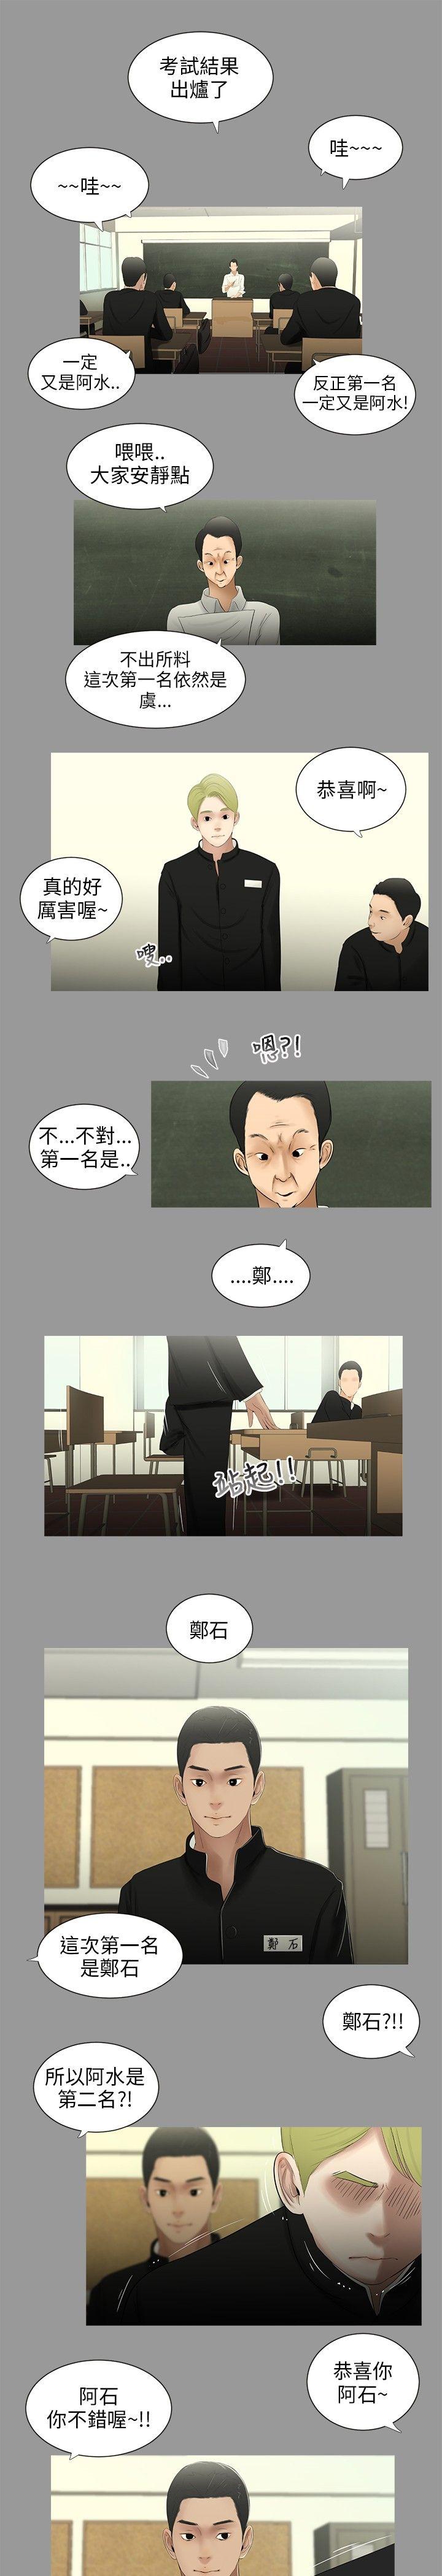 考試結果
出爐了
哇~~~
~~哇~~
一定
又是阿水..
反正第一名
一定又是阿水!
喂喂..
大家安靜點
不出所料
這次第一名依然是
虞...
恭喜啊~
真的好
厲害喔~
嗖..
嗯?!
不...不對...
第一名是..
....鄭....
站起!!
鄭石
鄭 石
這次第一名
是鄭石
鄭石?!!
所以阿水是
第二名?!
恭喜你
阿石~
阿石
你不錯喔~!!